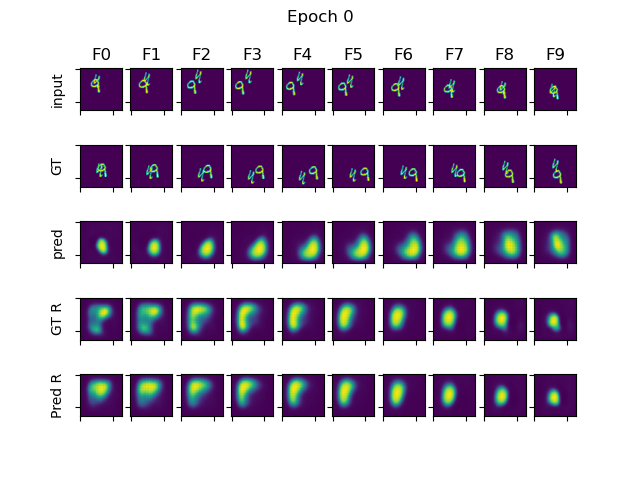 Epoch 0
F0 F1 F2 F3 F4 F5 F6 F7 F8 F9
input
GT
pred
GT R
Pred R